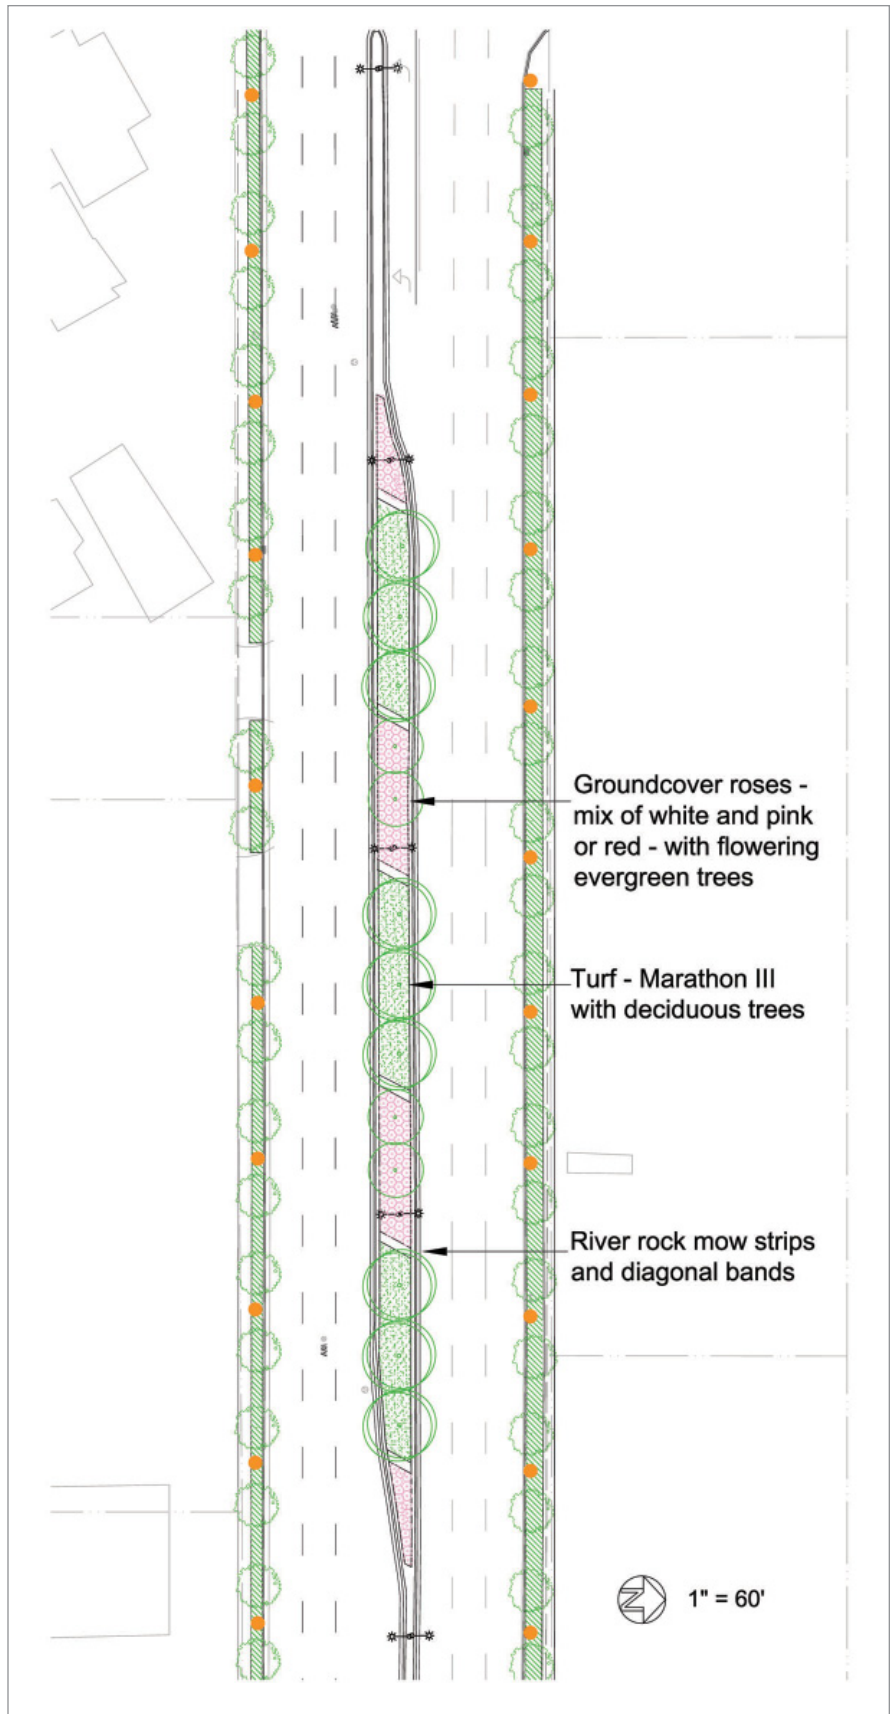 Groundcover roses -
mix of white and pink
or red - with flowering
evergreen trees
Turf - Marathon III
with deciduous trees
River rock mow strips
and diagonal bands
N
1" = 60'